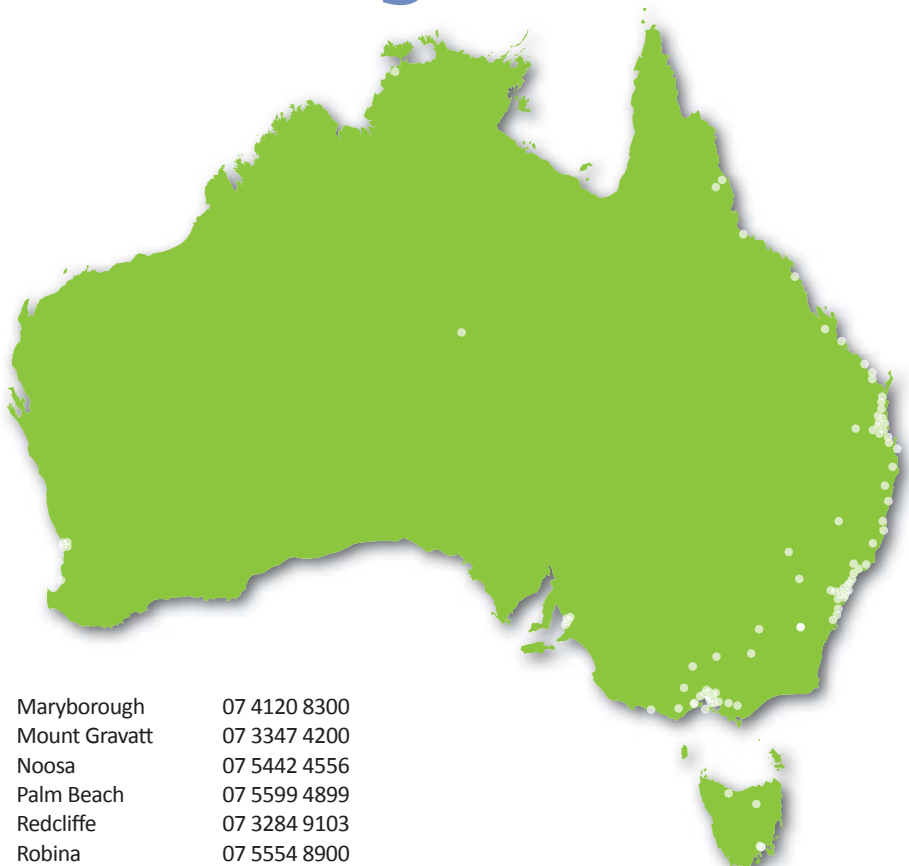 Maryborough 07 4120 8300
Mount Gravatt 07 3347 4200
Noosa 07 5442 4556
Palm Beach 07 5599 4899
Redcliffe 07 3284 9103
Robina 07 5554 8900